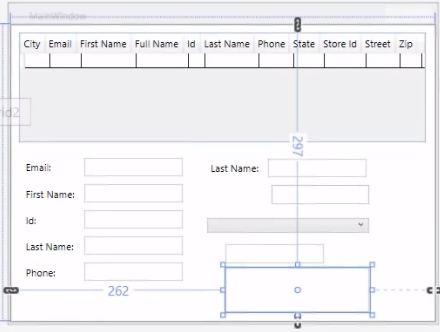 MainWindow
City Email First Name Full Name Id Last Name Phone State Store Id Street Zip
rid2
297
Email: Last Name:
First Name:
Id:
Last Name:
Phone:
262